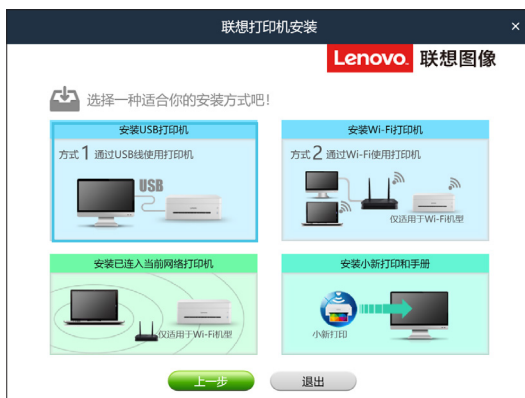 联想打印机安装
×
Lenovo. 联想图像
选择一种适合你的安装方式吧!
安装USB打印机
方式1 通过USB线使用打印机
USB
安装Wi-Fi打印机
方式2 通过Wi-Fi使用打印机
仅适用于Wi-Fi机型
安装已连入当前网络打印机
仅适用于Wi-Fi机型
安装小新打印和手册
小新打印
上一步
退出